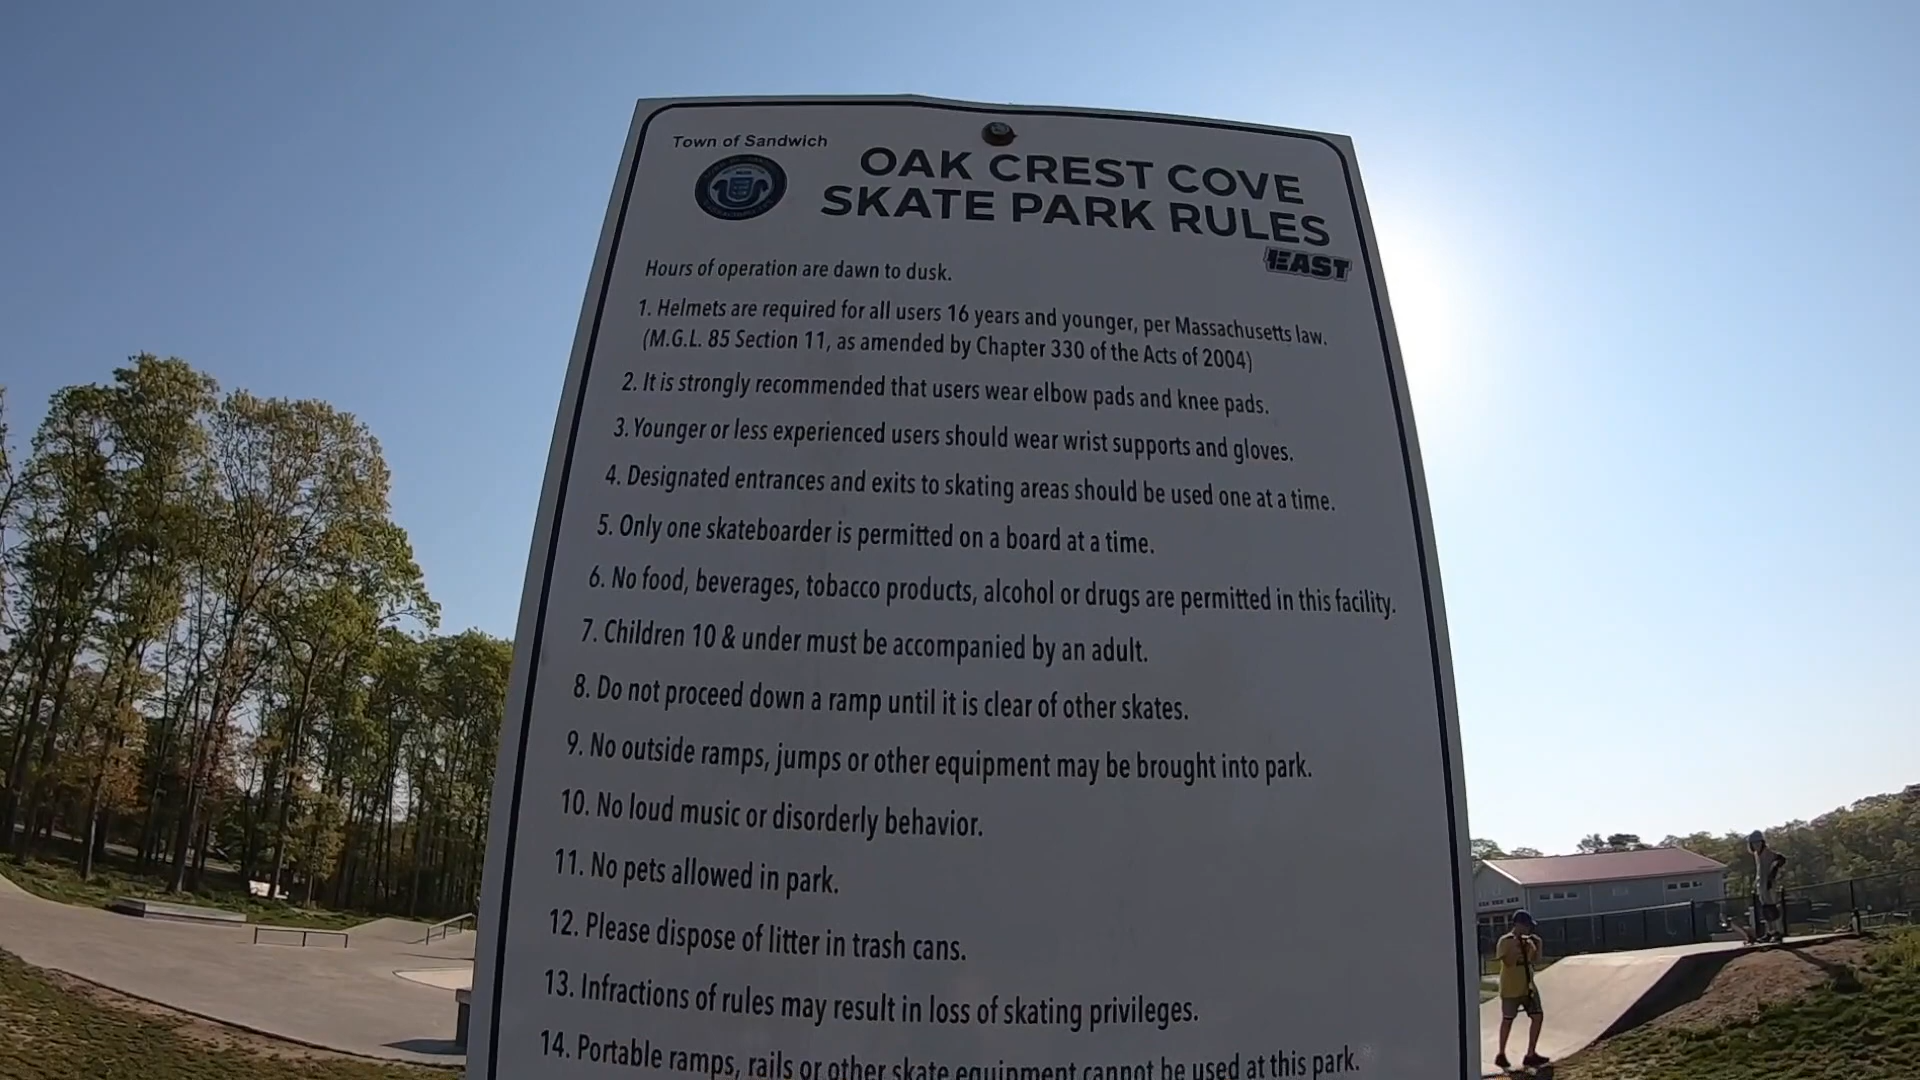 Town of Sandwich
OAK CREST COVE
SKATE PARK RULES
EAST
Hours of operation are dawn to dusk.
1. Helmets are required for all users 16 years and younger, per Massachusetts law.
(M.G.L. 85 Section 11, as amended by Chapter 330 of the Acts of 2004)
2. It is strongly recommended that users wear elbow pads and knee pads.
3. Younger or less experienced users should wear wrist supports and gloves.
4. Designated entrances and exits to skating areas should be used one at a time.
5. Only one skateboarder is permitted on a board at a time.
6. No food, beverages, tobacco products, alcohol or drugs are permitted in this facility.
7. Children 10 & under must be accompanied by an adult.
8. Do not proceed down a ramp until it is clear of other skates.
9. No outside ramps, jumps or other equipment may be brought into park.
10. No loud music or disorderly behavior.
11. No pets allowed in park.
12. Please dispose of litter in trash cans.
13. Infractions of rules may result in loss of skating privileges.
14. Portable ramps, rails or other skate equipment cannot be used at this park.